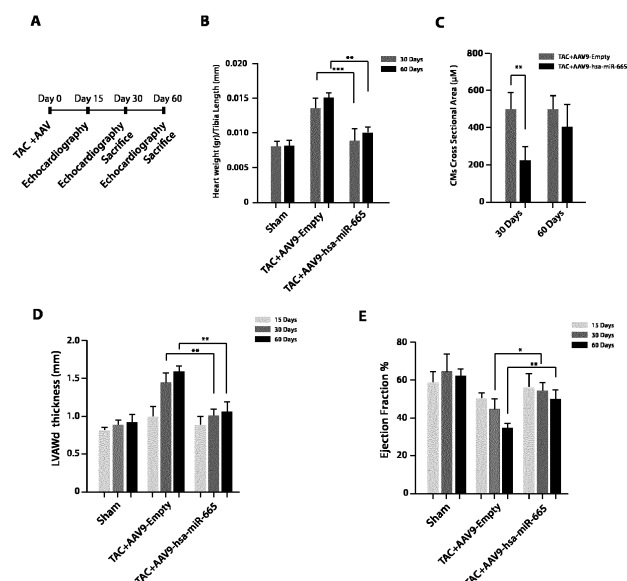 A
Day 0 Day 15 Day 30 Day 60
TAC +AAV
Echocardiography
Echocardiography
Sacrifice
Echocardiography
Sacrifice
B
30 Days
60 Days
Heart weight (gr)/Tibia Length (mm)
0.020
0.015
0.010
0.005
0.000
***
**
Sham
TAC+AAV9-Empty
TAC+AAV9-hsa-miR-665
C
TAC+AAV9-Empty
TAC+AAV9-hsa-miR-665
CMs Cross Sectional Area (μM)
800
600
400
200
0
**
30 Days
60 Days
D
15 Days
30 Days
60 Days
LVAWd thickness (mm)
2.0
1.5
1.0
0.5
0
**
**
Sham
TAC+AAV9-Empty
TAC+AAV9-hsa-miR-665
E
15 Days
30 Days
60 Days
Ejection Fraction %
80
60
40
20
0
*
**
Sham
TAC+AAV9-Empty
TAC+AAV9-hsa-miR-665